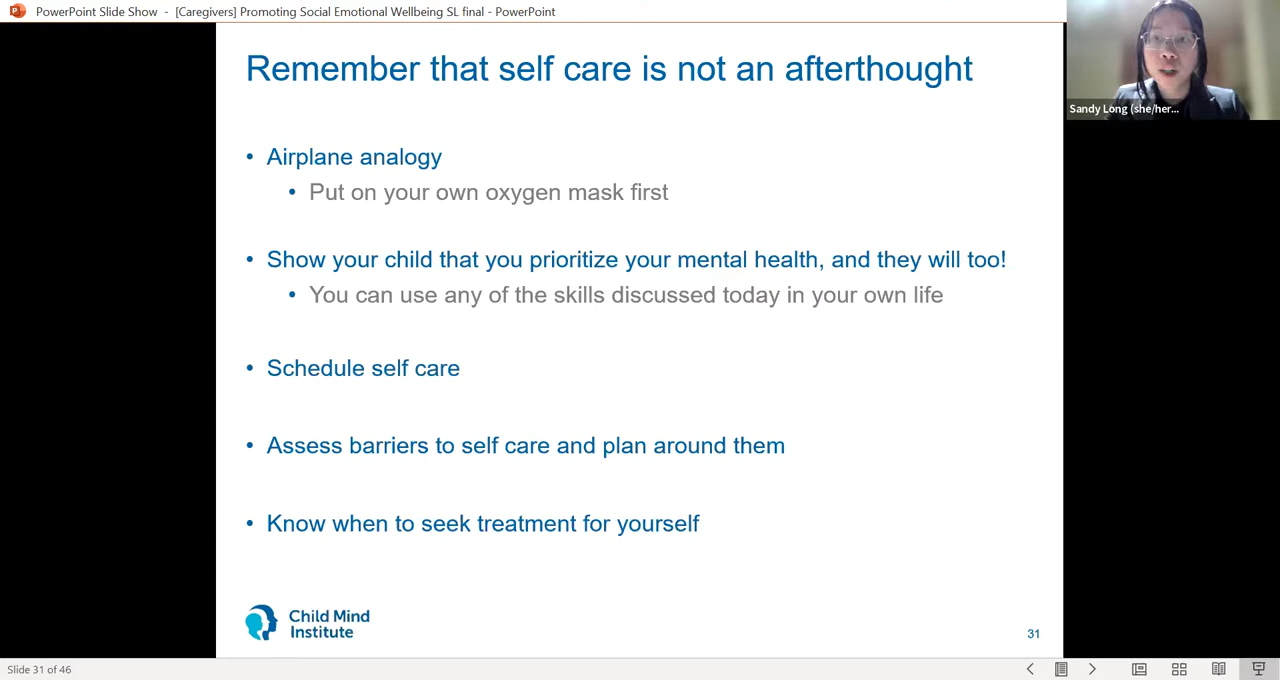 PowerPoint Slide Show - [Caregivers] Promoting Social Emotional Wellbeing SL final - PowerPoint
Remember that self care is not an afterthought
Sandy Long (she/her...
• Airplane analogy
• Put on your own oxygen mask first
• Show your child that you prioritize your mental health, and they will too!
• You can use any of the skills discussed today in your own life
• Schedule self care
• Assess barriers to self care and plan around them
• Know when to seek treatment for yourself
Child Mind
Institute
31
Slide 31 of 46